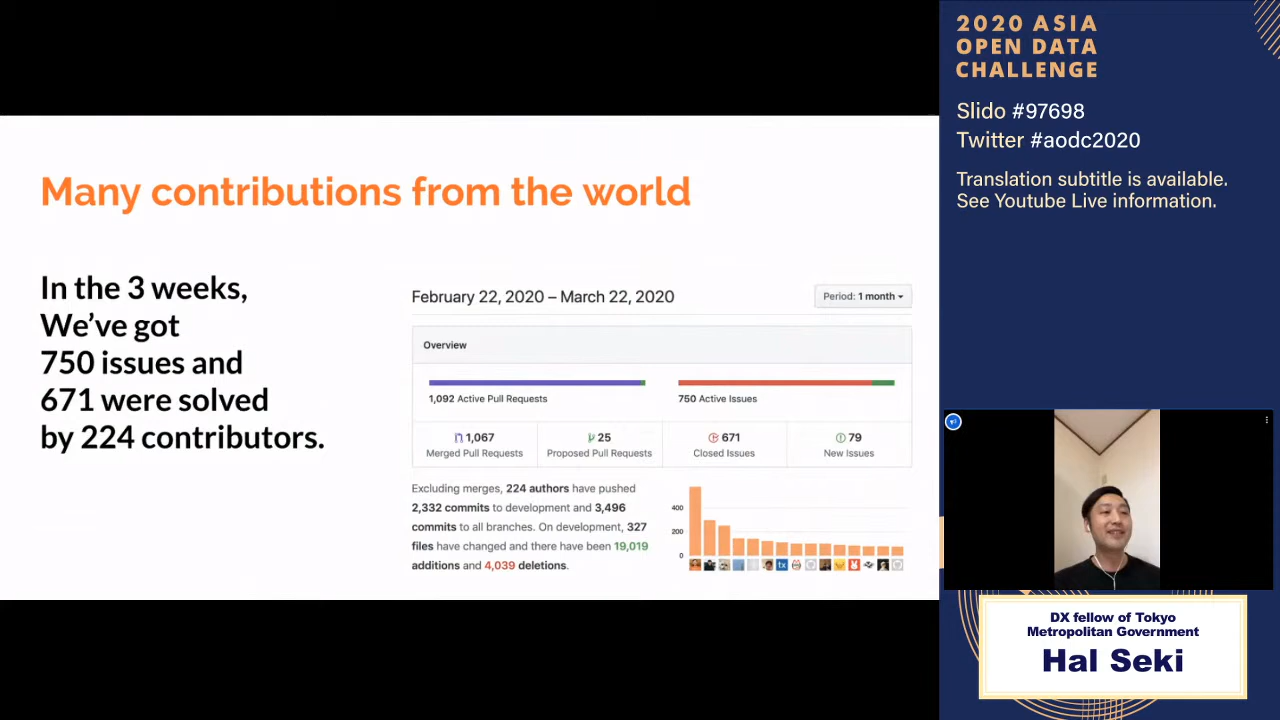 Many contributions from the world
In the 3 weeks,
We've got
750 issues and
671 were solved
by 224 contributors.
February 22, 2020 – March 22, 2020
Period: 1 month
Overview
1,092 Active Pull Requests
750 Active Issues
1,067
Merged Pull Requests
25
Proposed Pull Requests
671
Closed Issues
79
New Issues
Excluding merges, 224 authors have pushed
2,332 commits to development and 3,496
commits to all branches. On development, 327
files have changed and there have been 19,019
additions and 4,039 deletions.
400
200
0
tx
2020 ASIA
OPEN DATA
CHALLENGE
Slido #97698
Twitter #aodc2020
Translation subtitle is available.
See Youtube Live information.
DX fellow of Tokyo
Metropolitan Government
Hal Seki